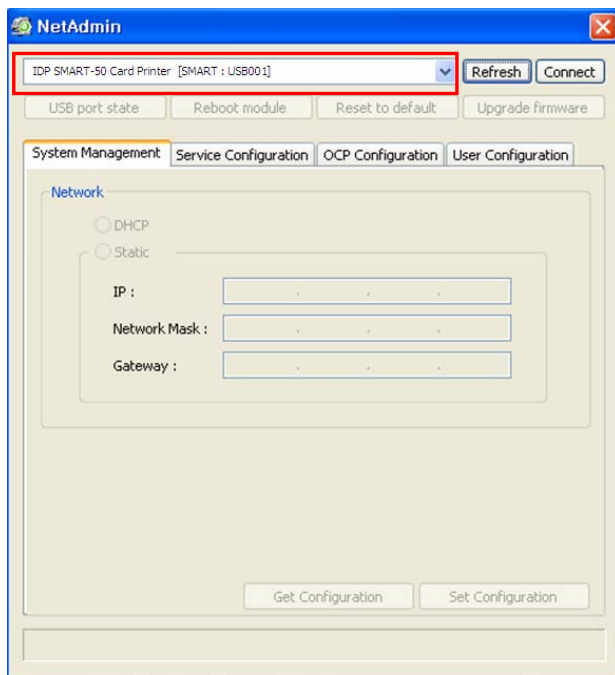 NetAdmin
IDP SMART-50 Card Printer [SMART : USB001] Refresh Connect
USB port state Reboot module Reset to default Upgrade firmware
System Management Service Configuration OCP Configuration User Configuration
Network
DHCP
Static
IP :
Network Mask :
Gateway :
Get Configuration Set Configuration